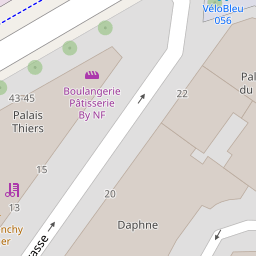 VéloBleu
056
Boulangerie
Pâtisserie
By NF
43·45
22
Pal
du
Palais
Thiers
15
13
20
nchy
er
asse
Daphne